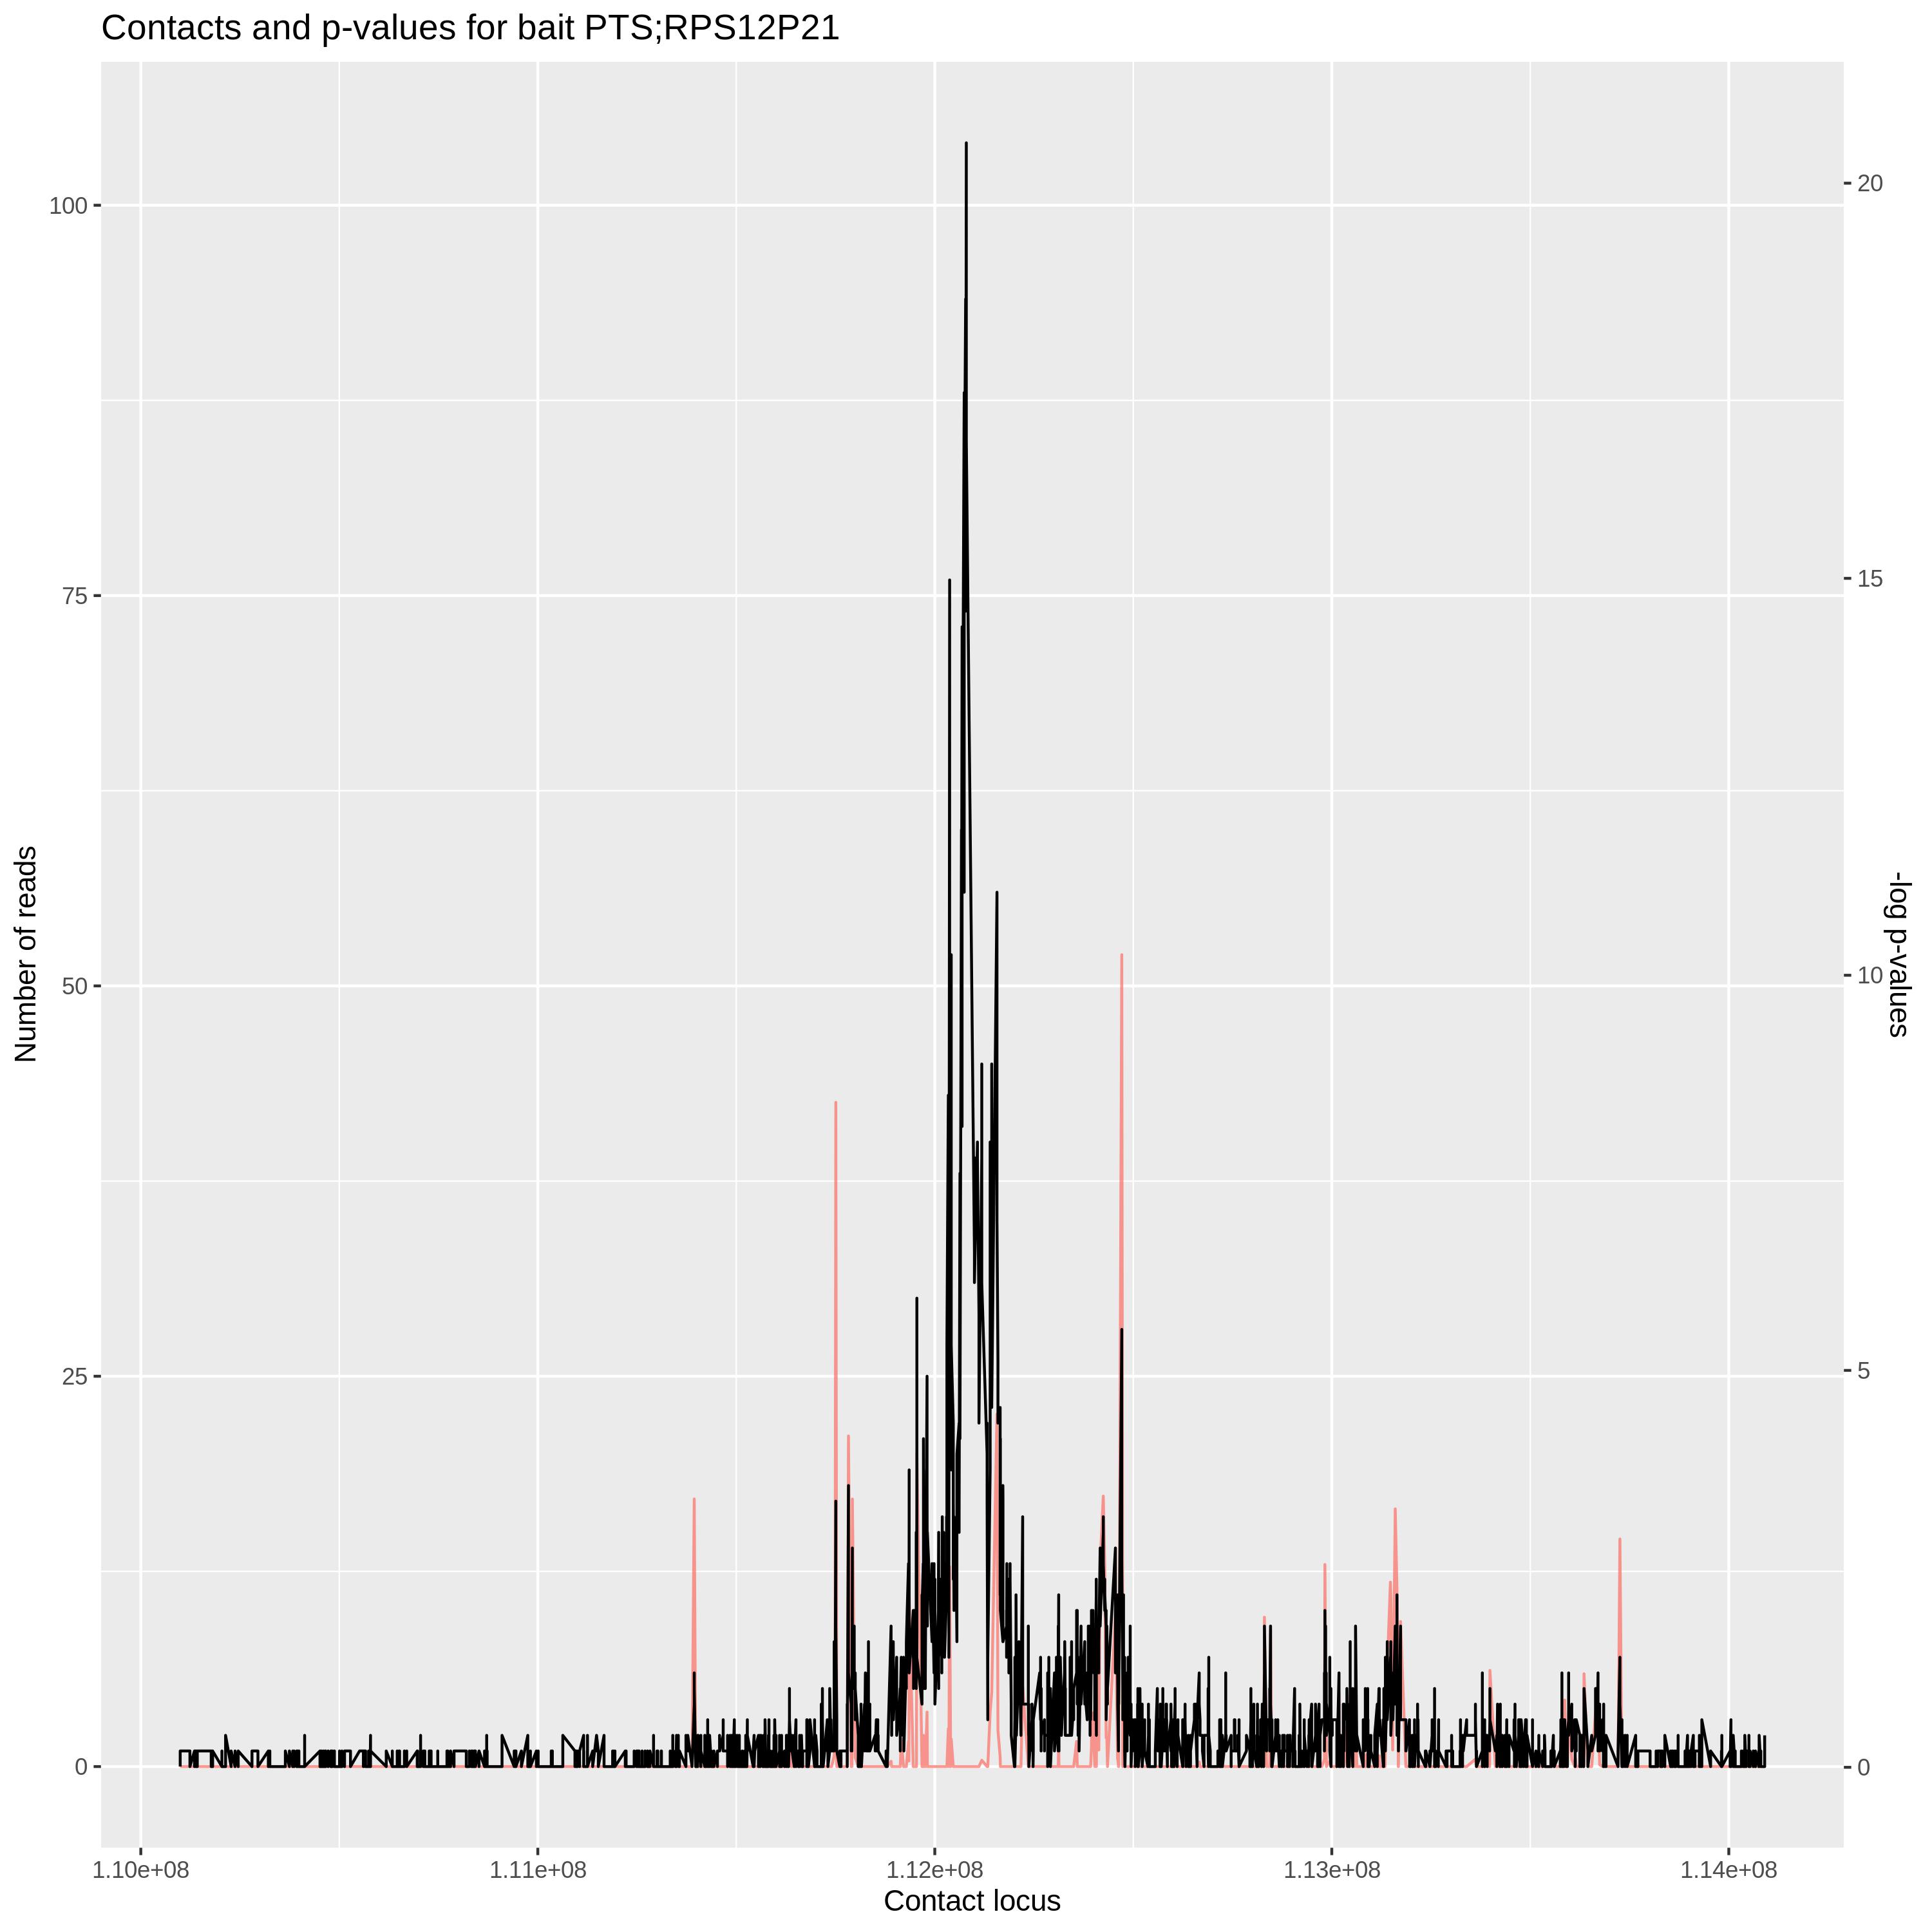 Contacts and p-values for bait PTS;RPS12P21
100
75
50
25
0
Number of reads
20
15
10
5
0
-log p-values
1.10e+08
1.11e+08
1.12e+08
1.13e+08
1.14e+08
Contact locus